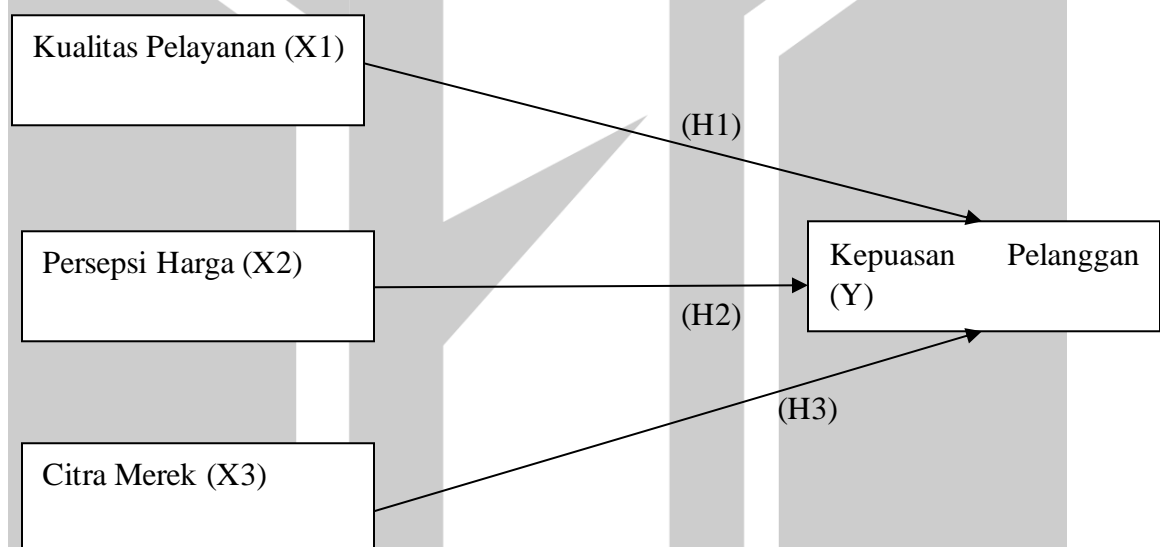 Kualitas Pelayanan (X1)
(H1)
Persepsi Harga (X2)
Kepuasan Pelanggan
(Y)
(H2)
(H3)
Citra Merek (X3)